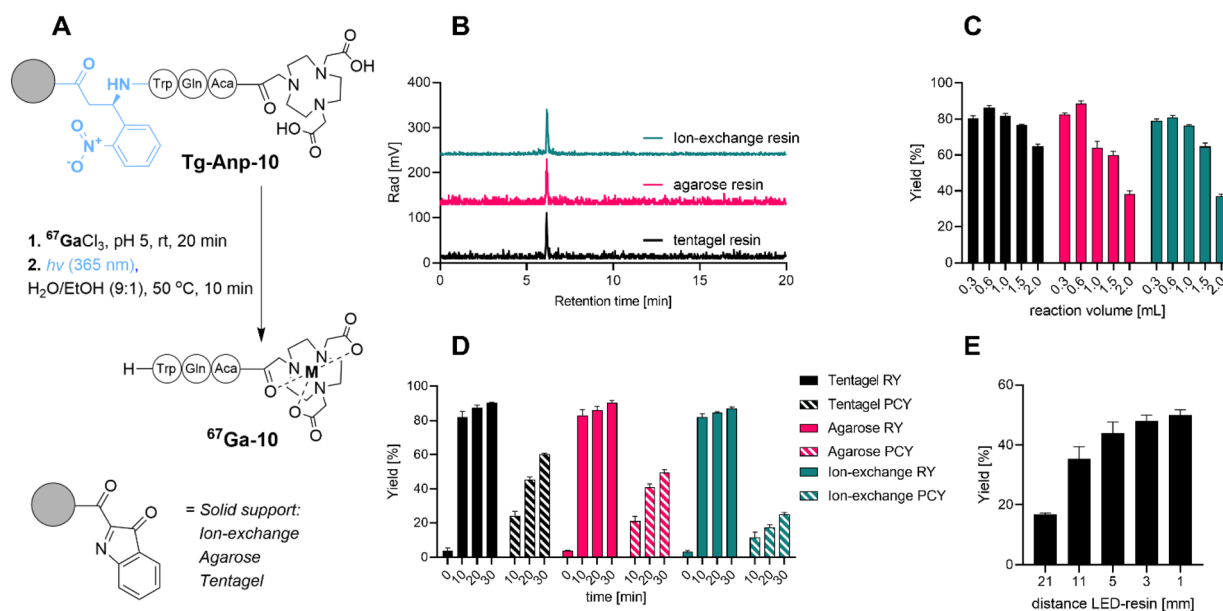 A
O
HN
Trp
Gln
Aca
O
N
N
N
N
O
OH
HO
O
O
N+
-O
Tg-Anp-10
1. ⁶⁷GaCl₃, pH 5, rt, 20 min
2. hv (365 nm),
H₂O/EtOH (9:1), 50 °C, 10 min
H
Trp
Gln
Aca
O
N
N
N
N
M
O
O
O
O
⁶⁷Ga-10
O
O
N
= Solid support:
Ion-exchange
Agarose
Tentagel
B
Rad [mV]
400
300
200
100
0
Ion-exchange resin
agarose resin
tentagel resin
0 5 10 15 20
Retention time [min]
C
Yield [%]
100
80
60
40
20
0
0.3 0.6 1.0 1.5 2.0 0.3 0.6 1.0 1.5 2.0 0.3 0.6 1.0 1.5 2.0
reaction volume [mL]
D
Yield [%]
100
80
60
40
20
0
0 10 20 30 10 20 30 0 10 20 30 10 20 30 0 10 20 30 10 20 30
time [min]
Tentagel RY
Tentagel PCY
Agarose RY
Agarose PCY
Ion-exchange RY
Ion-exchange PCY
E
Yield [%]
60
40
20
0
21 11 5 3 1
distance LED-resin [mm]